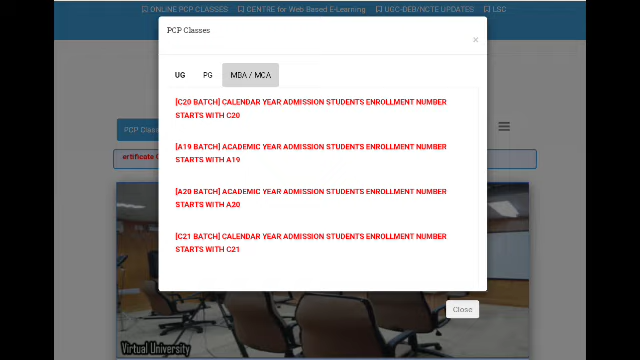 ONLINE PCP CLASSES CENTRE for Web Based E-Learning UGC-DEB/NCTE UPDATES LSC
PCP Classes
×
UG PG MBA / MCA
[C20 BATCH] CALENDAR YEAR ADMISSION STUDENTS ENROLLMENT NUMBER
STARTS WITH C20
[A19 BATCH] ACADEMIC YEAR ADMISSION STUDENTS ENROLLMENT NUMBER
STARTS WITH A19
[A20 BATCH] ACADEMIC YEAR ADMISSION STUDENTS ENROLLMENT NUMBER
STARTS WITH A20
[C21 BATCH] CALENDAR YEAR ADMISSION STUDENTS ENROLLMENT NUMBER
STARTS WITH C21
Close
PCP Class
ertificate
Virtual University